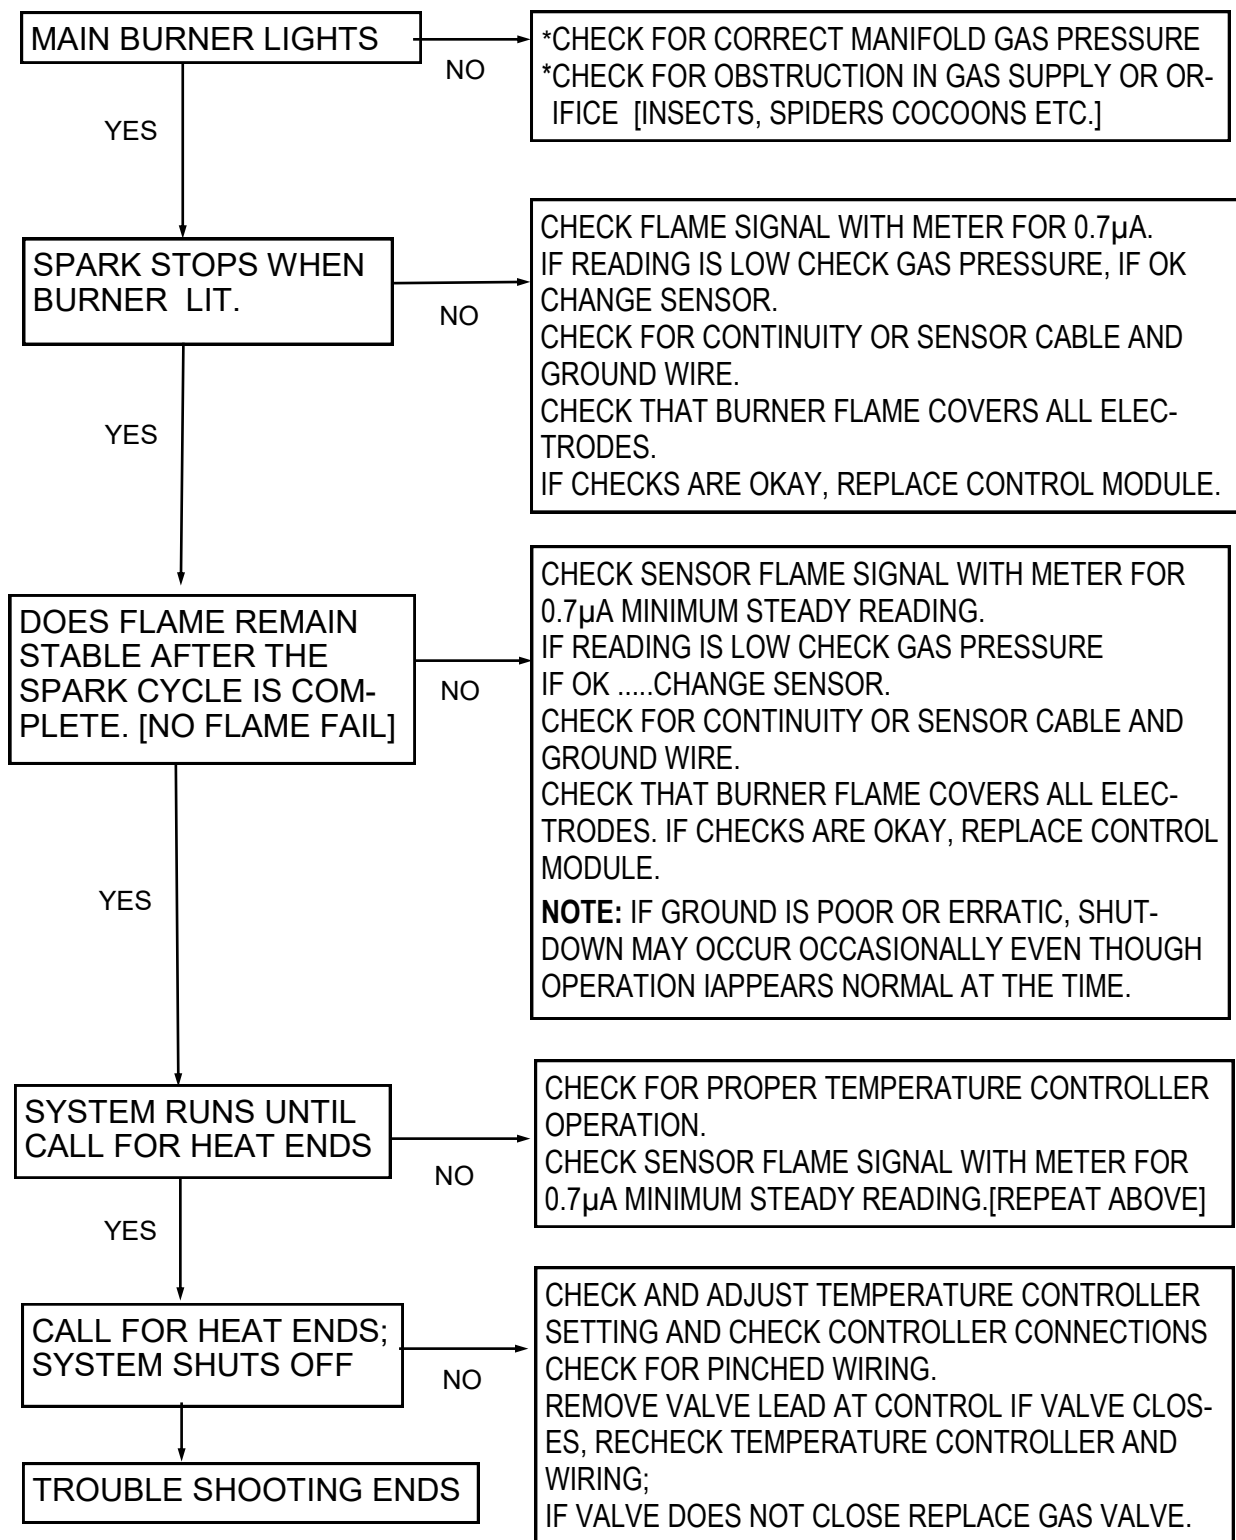 MAIN BURNER LIGHTS
NO
*CHECK FOR CORRECT MANIFOLD GAS PRESSURE
*CHECK FOR OBSTRUCTION IN GAS SUPPLY OR OR-
IFICE [INSECTS, SPIDERS COCOONS ETC.]
YES
SPARK STOPS WHEN
BURNER LIT.
NO
CHECK FLAME SIGNAL WITH METER FOR 0.7µA.
IF READING IS LOW CHECK GAS PRESSURE, IF OK
CHANGE SENSOR.
CHECK FOR CONTINUITY OR SENSOR CABLE AND
GROUND WIRE.
CHECK THAT BURNER FLAME COVERS ALL ELEC-
TRODES.
IF CHECKS ARE OKAY, REPLACE CONTROL MODULE.
YES
DOES FLAME REMAIN
STABLE AFTER THE
SPARK CYCLE IS COM-
PLETE. [NO FLAME FAIL]
NO
CHECK SENSOR FLAME SIGNAL WITH METER FOR
0.7µA MINIMUM STEADY READING.
IF READING IS LOW CHECK GAS PRESSURE
IF OK .....CHANGE SENSOR.
CHECK FOR CONTINUITY OR SENSOR CABLE AND
GROUND WIRE.
CHECK THAT BURNER FLAME COVERS ALL ELEC-
TRODES. IF CHECKS ARE OKAY, REPLACE CONTROL
MODULE.
NOTE: IF GROUND IS POOR OR ERRATIC, SHUT-
DOWN MAY OCCUR OCCASIONALLY EVEN THOUGH
OPERATION IAPPEARS NORMAL AT THE TIME.
YES
SYSTEM RUNS UNTIL
CALL FOR HEAT ENDS
NO
CHECK FOR PROPER TEMPERATURE CONTROLLER
OPERATION.
CHECK SENSOR FLAME SIGNAL WITH METER FOR
0.7µA MINIMUM STEADY READING.[REPEAT ABOVE]
YES
CALL FOR HEAT ENDS;
SYSTEM SHUTS OFF
NO
CHECK AND ADJUST TEMPERATURE CONTROLLER
SETTING AND CHECK CONTROLLER CONNECTIONS
CHECK FOR PINCHED WIRING.
REMOVE VALVE LEAD AT CONTROL IF VALVE CLOS-
ES, RECHECK TEMPERATURE CONTROLLER AND
WIRING;
IF VALVE DOES NOT CLOSE REPLACE GAS VALVE.
TROUBLE SHOOTING ENDS